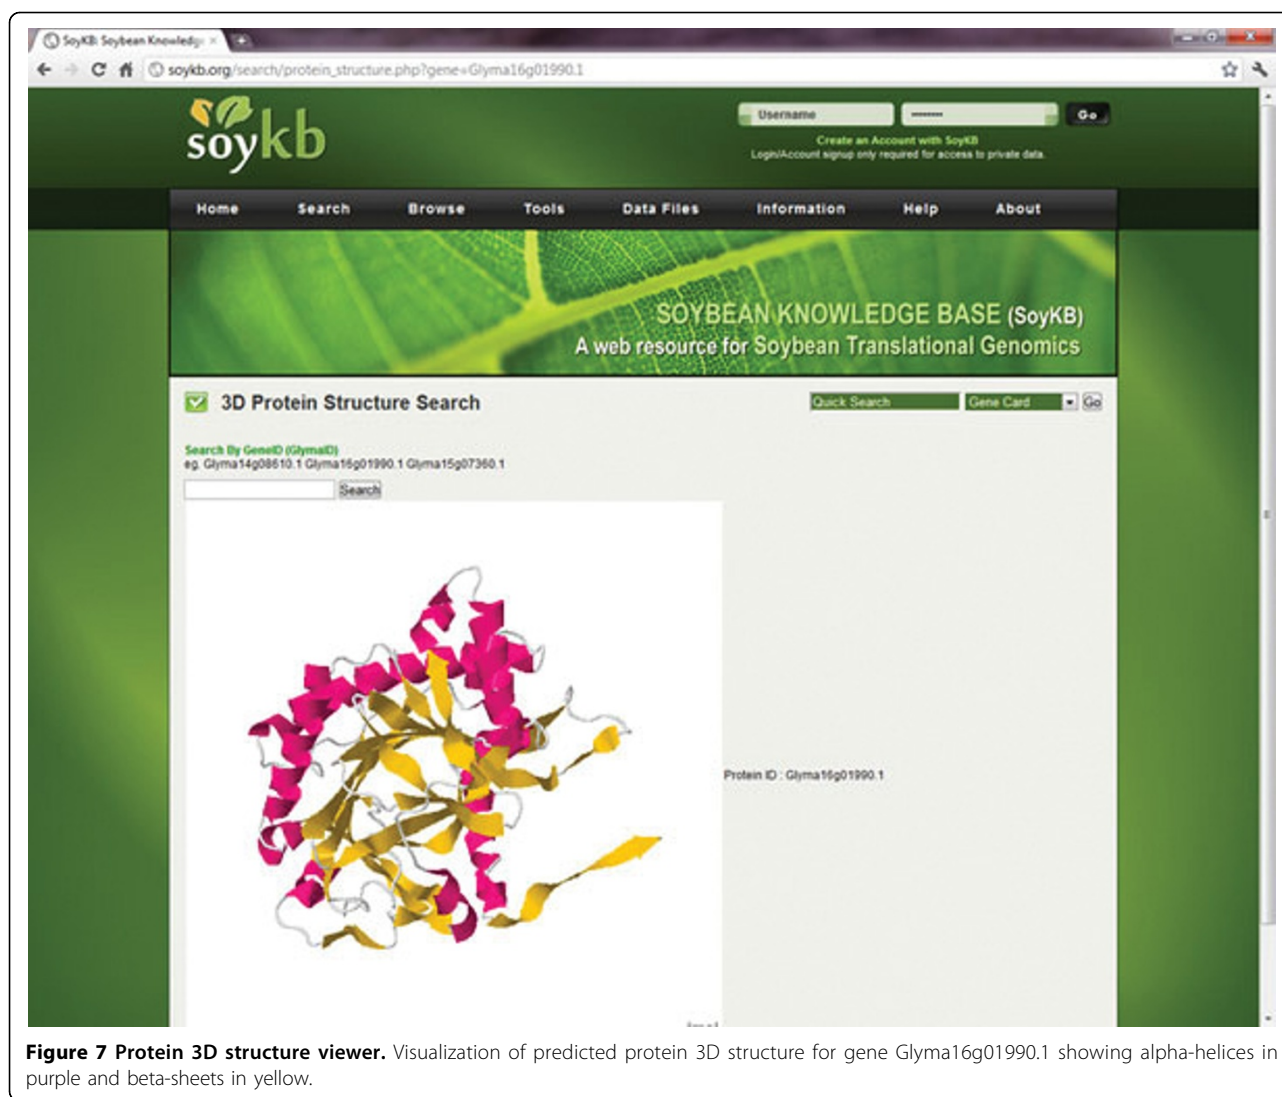 SoyKB: Soybean Knowledg
soykb.org/search/protein_structure.php?gene=Glyma16g01990.1
soykb
Username
Go
Create an Account with SoyKB
Login/Account signup only required for access to private data.
Home Search Browse Tools Data Files Information Help About
SOYBEAN KNOWLEDGE BASE (SoyKB)
A web resource for Soybean Translational Genomics
3D Protein Structure Search
Quick Search Gene Card Go
Search By GeneID (GlymaID)
eg. Glyma14g08610.1 Glyma16g01990.1 Glyma15g07360.1
Search
Protein ID : Glyma16g01990.1
Figure 7 Protein 3D structure viewer. Visualization of predicted protein 3D structure for gene Glyma16g01990.1 showing alpha-helices in
purple and beta-sheets in yellow.